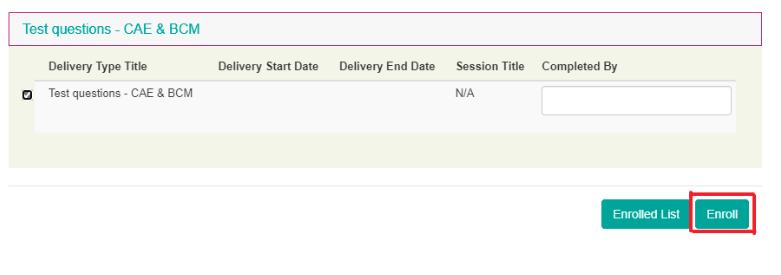 Test questions - CAE & BCM
Delivery Type Title Delivery Start Date Delivery End Date Session Title Completed By
Test questions - CAE & BCM N/A
Enrolled List Enroll